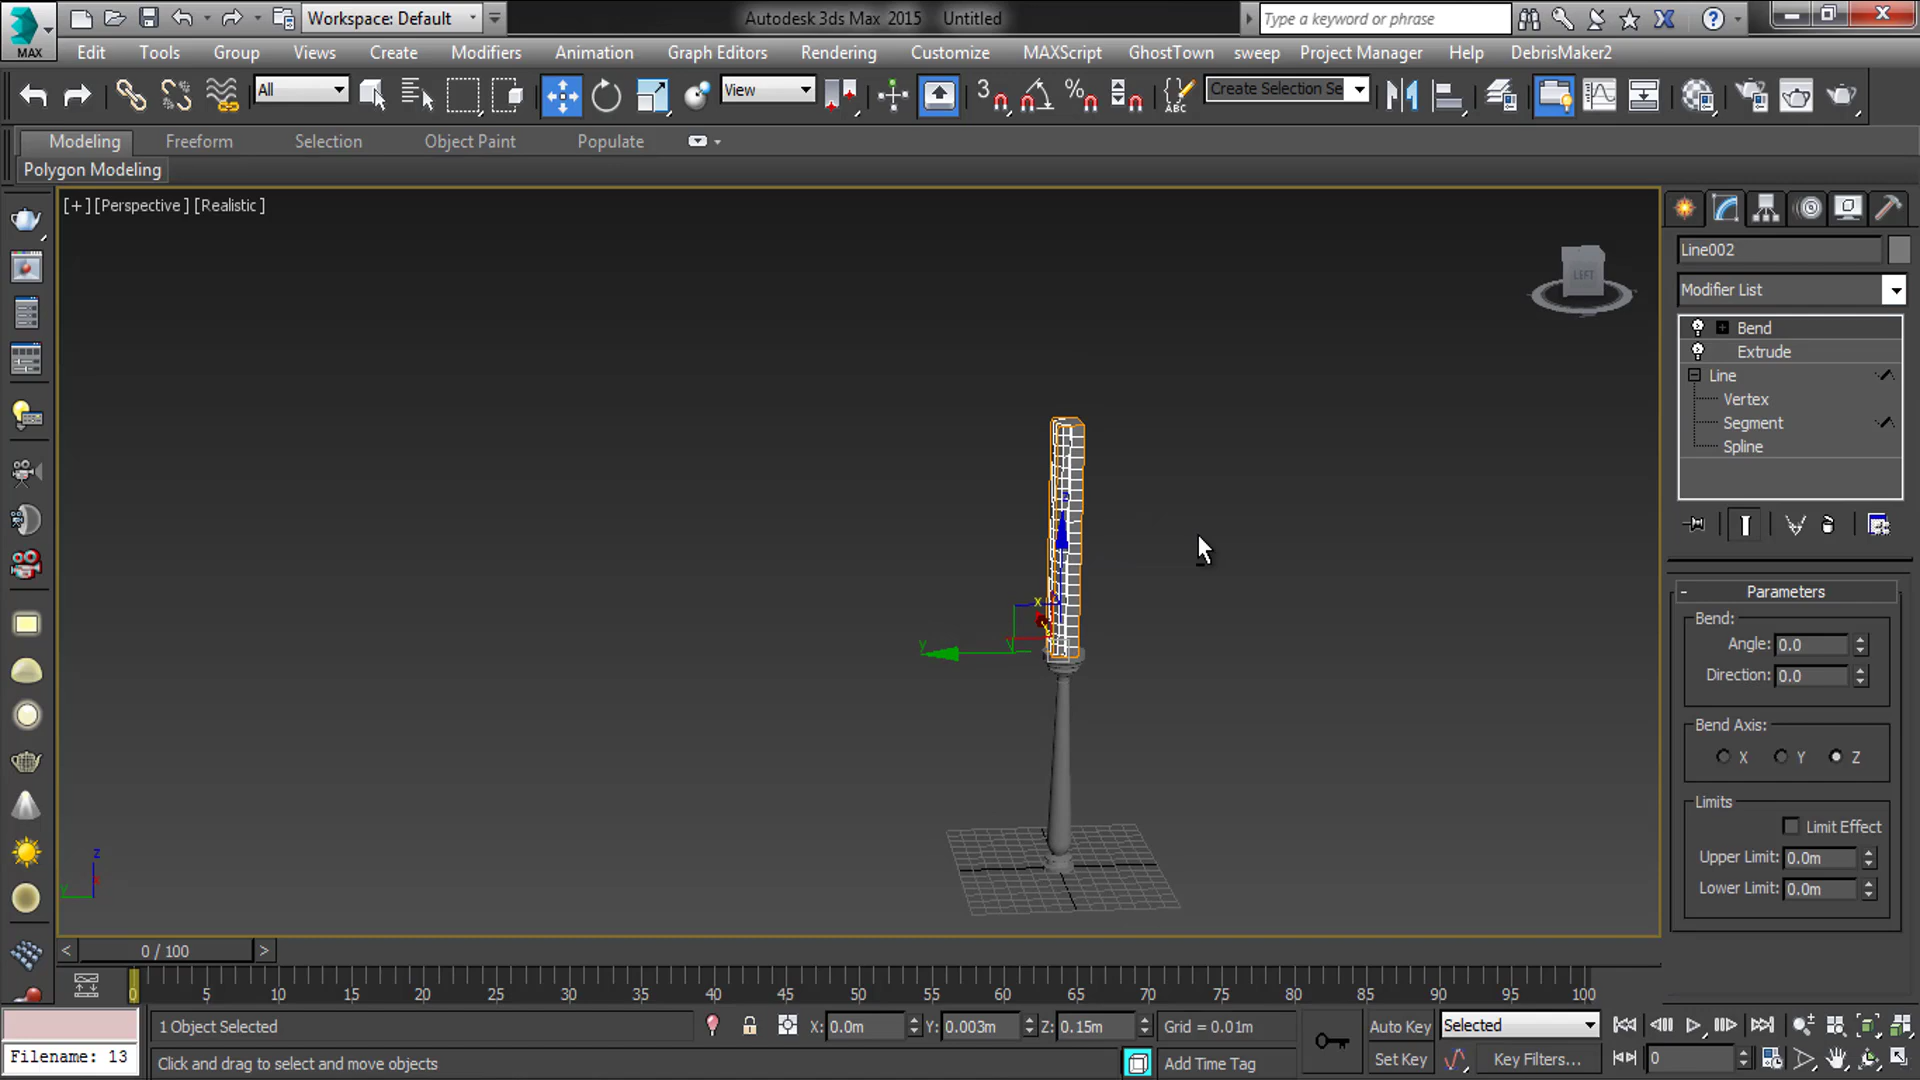 Workspace: Default
Autodesk 3ds Max 2015 Untitled
Type a keyword or phrase
MAX
Edit Tools Group Views Create Modifiers Animation Graph Editors Rendering Customize MAXScript GhostTown sweep Project Manager Help DebrisMaker2
All View 3 % ABC Create Selection Se
Modeling Freeform Selection Object Paint Populate
Polygon Modeling
[+] [Perspective] [Realistic]
LEFT
Line002
Modifier List
Bend
Extrude
Line
Vertex
Segment
Spline
Parameters
Bend:
Angle: 0.0
Direction: 0.0
Bend Axis:
X Y Z
Limits
Limit Effect
Upper Limit: 0.0m
Lower Limit: 0.0m
x
y
z
y
< 0 / 100 >
0 5 10 15 20 25 30 35 40 45 50 55 60 65 70 75 80 85 90 95 100
1 Object Selected X: 0.0m Y: 0.003m Z: 0.15m Grid = 0.01m Auto Key Selected
Filename: 13 Click and drag to select and move objects Add Time Tag Set Key Key Filters... 0